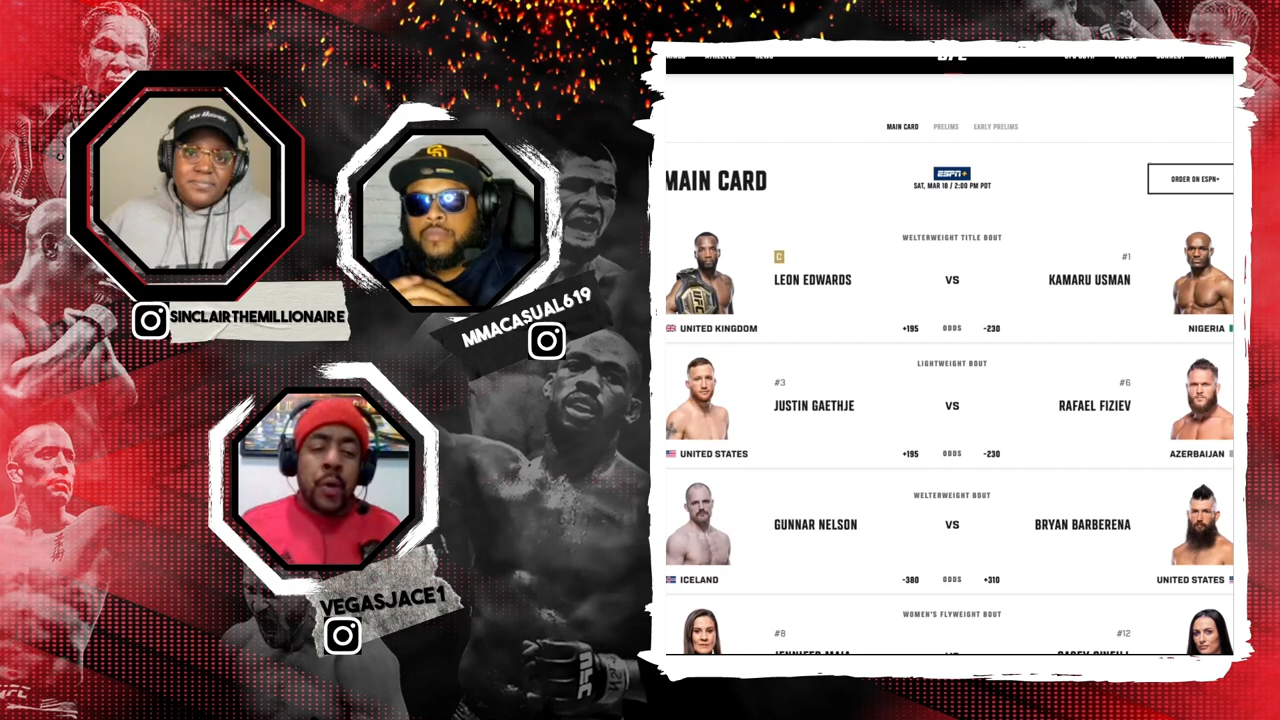 SINCLAIRTHEMILLIONAIRE
MMACASUAL619
VEGASJACE1
UFC
MAIN CARD PRELIMS EARLY PRELIMS
MAIN CARD
ESPN+
SAT, MAR 18 / 2:00 PM PDT
ORDER ON ESPN+
WELTERWEIGHT TITLE BOUT
C
#1
LEON EDWARDS VS KAMARU USMAN
UNITED KINGDOM +195 ODDS -230 NIGERIA
LIGHTWEIGHT BOUT
#3 #6
JUSTIN GAETHJE VS RAFAEL FIZIEV
UNITED STATES +195 ODDS -230 AZERBAIJAN
WELTERWEIGHT BOUT
GUNNAR NELSON VS BRYAN BARBERENA
ICELAND -380 ODDS +310 UNITED STATES
WOMEN'S FLYWEIGHT BOUT
#8 #12